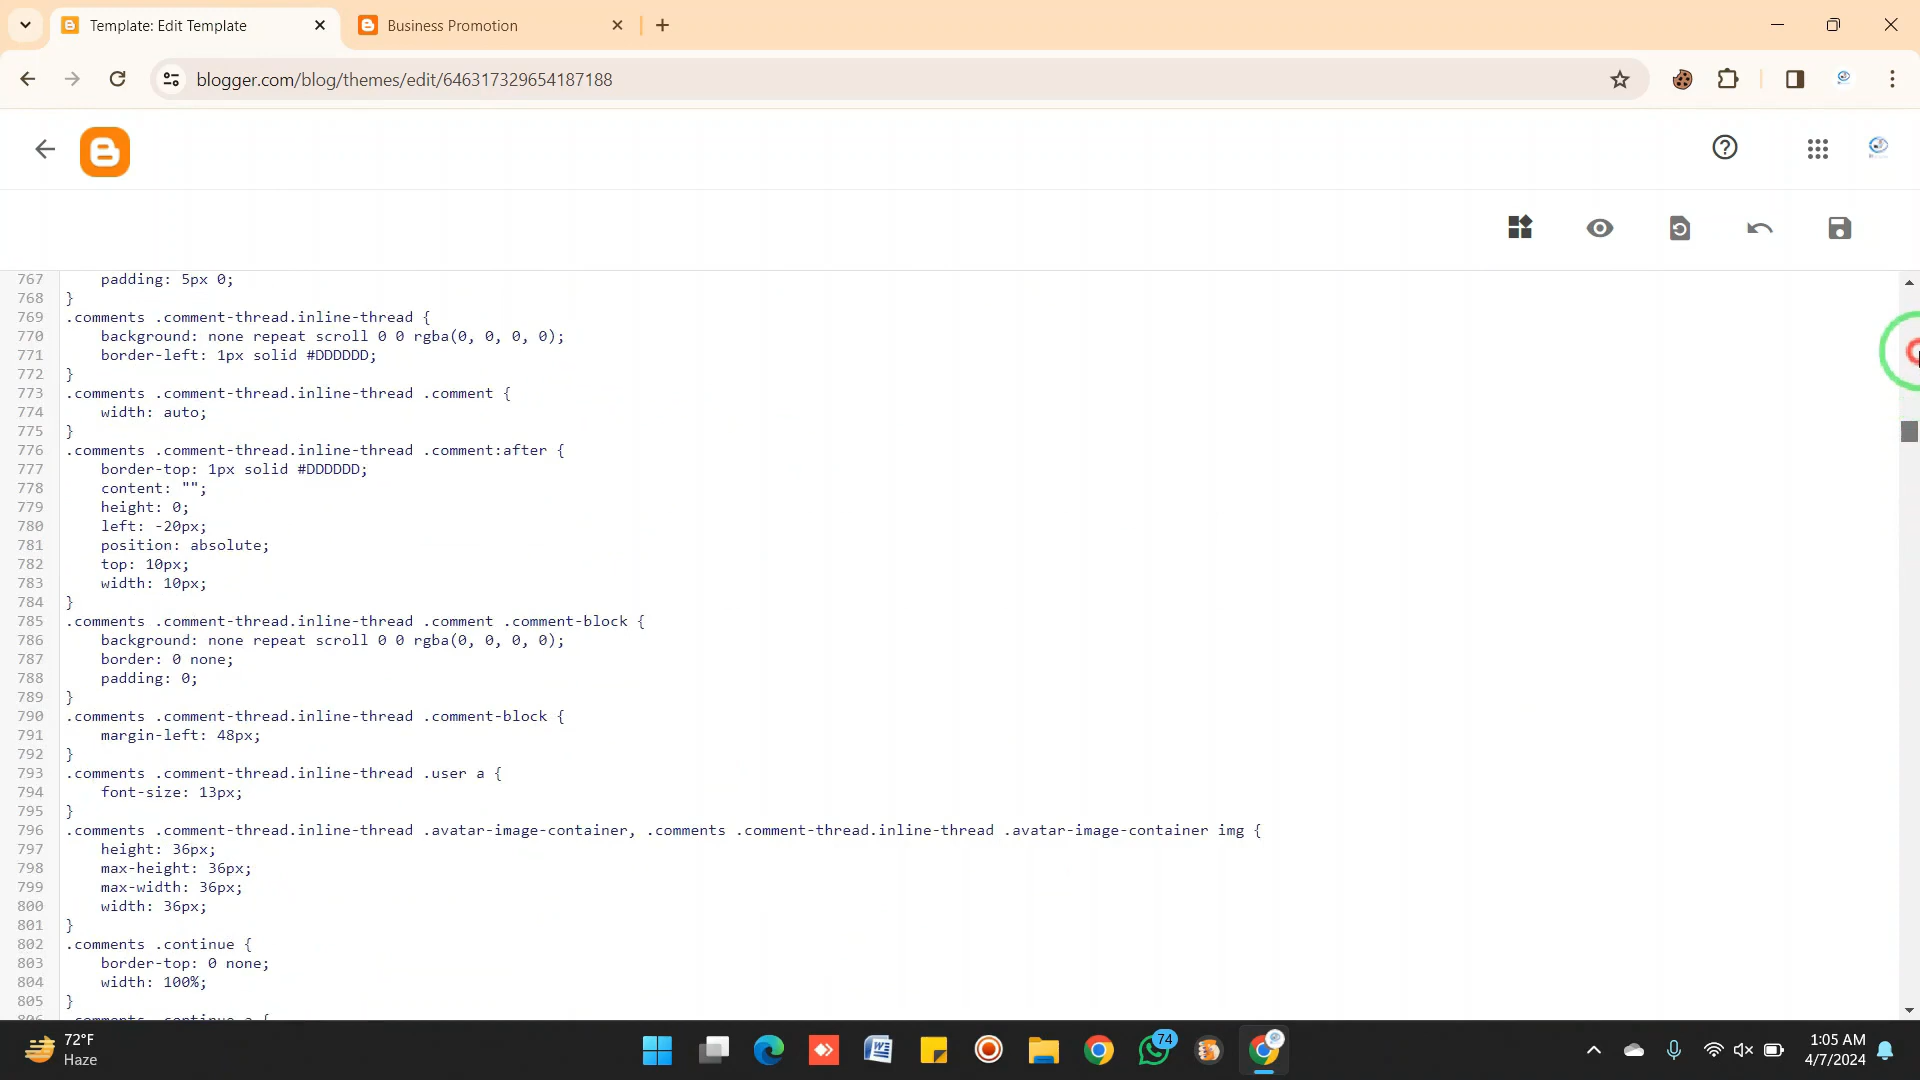 Template: Edit Template
Business Promotion
blogger.com/blog/themes/edit/646317329654187188
767 padding: 5px 0;
768 }
769 .comments .comment-thread.inline-thread {
770 background: none repeat scroll 0 0 rgba(0, 0, 0, 0);
771 border-left: 1px solid #DDDDDD;
772 }
773 .comments .comment-thread.inline-thread .comment {
774 width: auto;
775 }
776 .comments .comment-thread.inline-thread .comment:after {
777 border-top: 1px solid #DDDDDD;
778 content: "";
779 height: 0;
780 left: -20px;
781 position: absolute;
782 top: 10px;
783 width: 10px;
784 }
785 .comments .comment-thread.inline-thread .comment .comment-block {
786 background: none repeat scroll 0 0 rgba(0, 0, 0, 0);
787 border: 0 none;
788 padding: 0;
789 }
790 .comments .comment-thread.inline-thread .comment-block {
791 margin-left: 48px;
792 }
793 .comments .comment-thread.inline-thread .user a {
794 font-size: 13px;
795 }
796 .comments .comment-thread.inline-thread .avatar-image-container, .comments .comment-thread.inline-thread .avatar-image-container img {
797 height: 36px;
798 max-height: 36px;
799 max-width: 36px;
800 width: 36px;
801 }
802 .comments .continue {
803 border-top: 0 none;
804 width: 100%;
805 }
806 .comments .continue a {
72°F
Haze
74
1:05 AM
4/7/2024